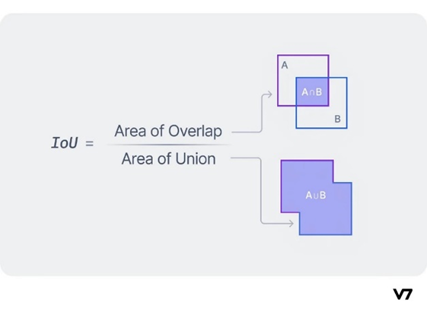 A
A∩B
B
Area of Overlap
IoU =
Area of Union
A∪B
V7